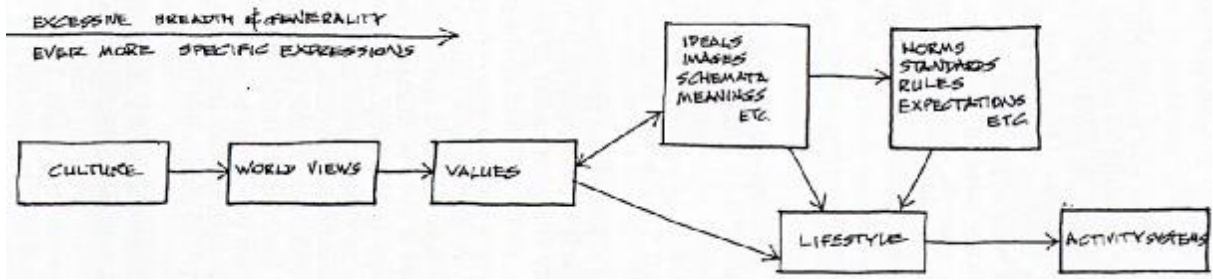 EXCESSIVE BREADTH & GENERALITY
EVER MORE SPECIFIC EXPRESSIONS
IDEALS
IMAGES
SCHEMATA
MEANINGS
ETC.
NORMS
STANDARDS
RULES
EXPECTATIONS
ETC.
CULTURE
WORLD VIEWS
VALUES
LIFESTYLE
ACTIVITY SYSTEMS